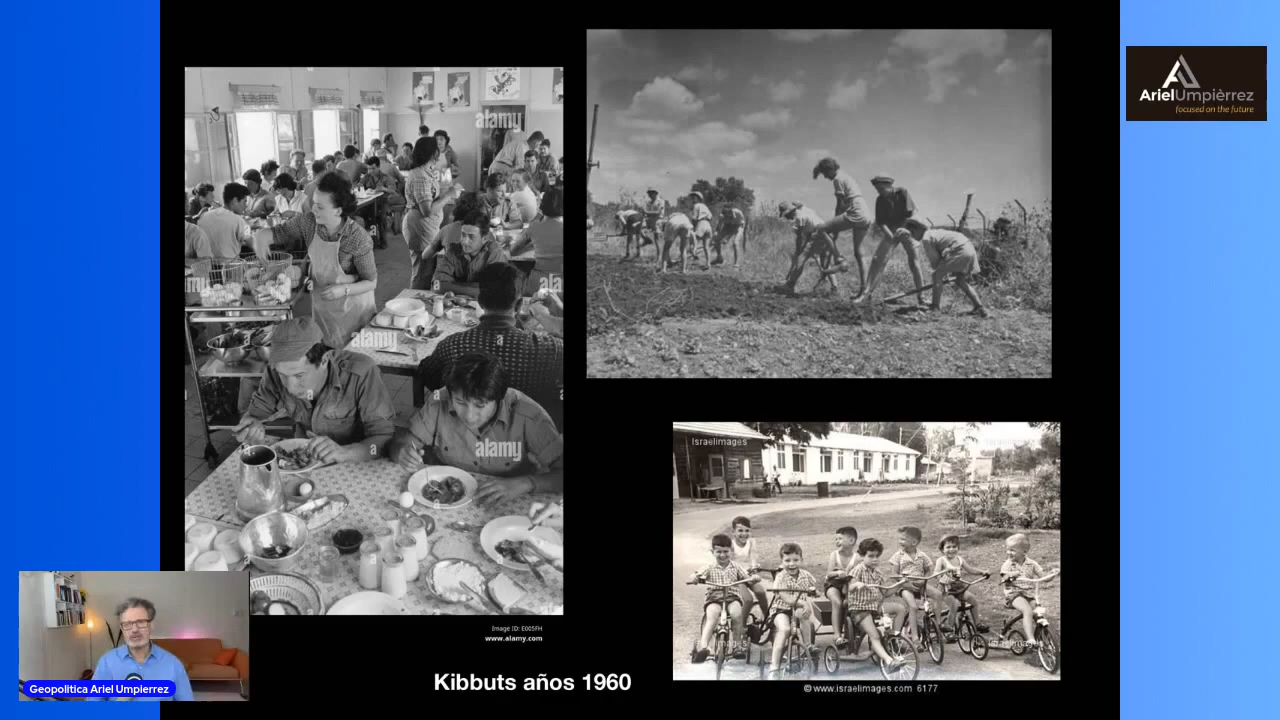 alamy
alamy
alamy
Image ID: E005FH
www.alamy.com
Kibbuts años 1960
Israelimages
Israelimages
© www.israelimages.com 6177
Geopolitica Ariel Umpierrez
ArielUmpièrrez
focused on the future